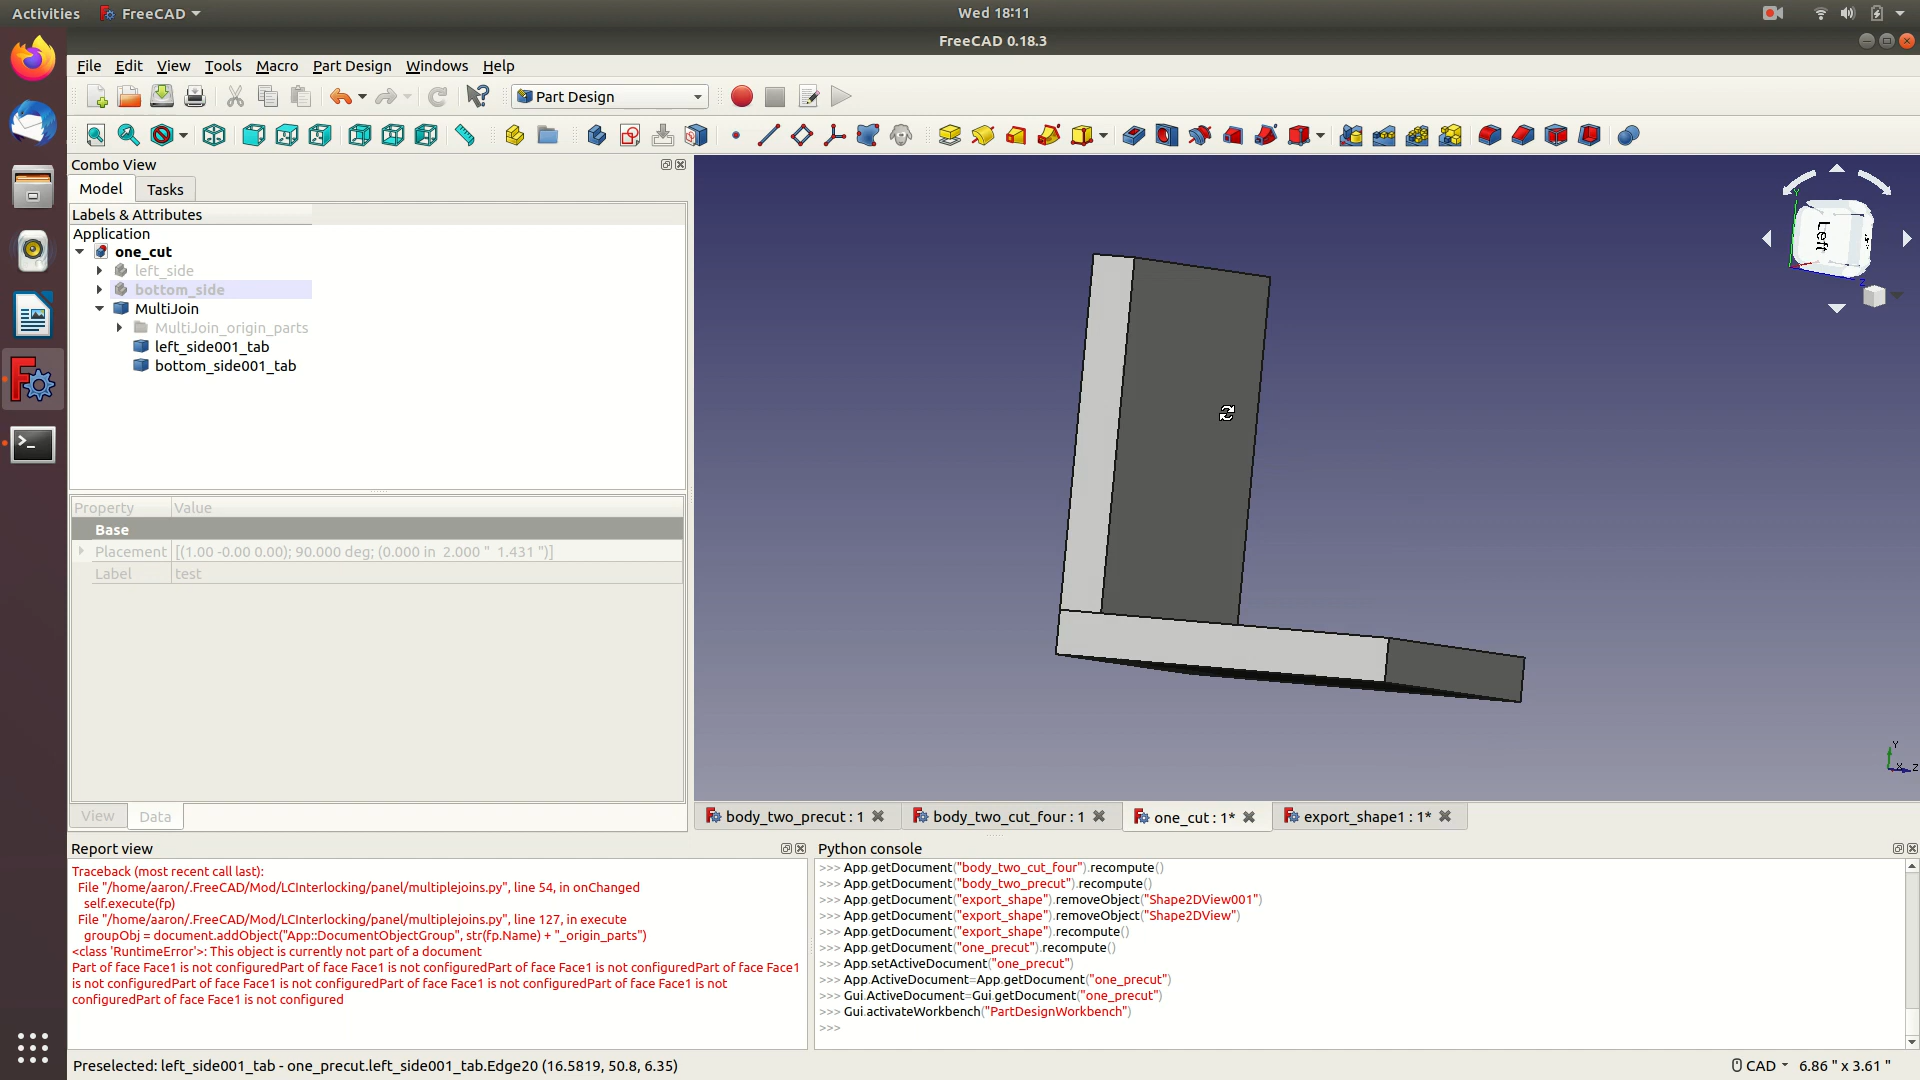 Activities FreeCAD Wed 18:11
FreeCAD 0.18.3
File Edit View Tools Macro Part Design Windows Help
Part Design
Combo View
Model Tasks
Labels & Attributes
Application
one_cut
left_side
bottom_side
MultiJoin
MultiJoin_origin_parts
left_side001_tab
bottom_side001_tab
Property Value
Base
Placement [(1.00 -0.00 0.00); 90.000 deg; (0.000 in 2.000 " 1.431 ")]
Label test
View Data
Left
Y
Z
Y
X Z
body_two_precut : 1 body_two_cut_four : 1 one_cut : 1* export_shape1 : 1*
Report view
Traceback (most recent call last):
File "/home/aaron/.FreeCAD/Mod/LCInterlocking/panel/multiplejoins.py", line 54, in onChanged
self.execute(fp)
File "/home/aaron/.FreeCAD/Mod/LCInterlocking/panel/multiplejoins.py", line 127, in execute
groupObj = document.addObject("App::DocumentObjectGroup", str(fp.Name) + "_origin_parts")
<class 'RuntimeError'>: This object is currently not part of a document
Part of face Face1 is not configuredPart of face Face1 is not configuredPart of face Face1 is not configuredPart of face Face1
is not configuredPart of face Face1 is not configuredPart of face Face1 is not configuredPart of face Face1 is not
configuredPart of face Face1 is not configured
Python console
>>> App.getDocument("body_two_cut_four").recompute()
>>> App.getDocument("body_two_precut").recompute()
>>> App.getDocument("export_shape").removeObject("Shape2DView001")
>>> App.getDocument("export_shape").removeObject("Shape2DView")
>>> App.getDocument("export_shape").recompute()
>>> App.getDocument("one_precut").recompute()
>>> App.setActiveDocument("one_precut")
>>> App.ActiveDocument=App.getDocument("one_precut")
>>> Gui.ActiveDocument=Gui.getDocument("one_precut")
>>> Gui.activateWorkbench("PartDesignWorkbench")
>>>
Preselected: left_side001_tab - one_precut.left_side001_tab.Edge20 (16.5819, 50.8, 6.35)
CAD 6.86 " x 3.61 "